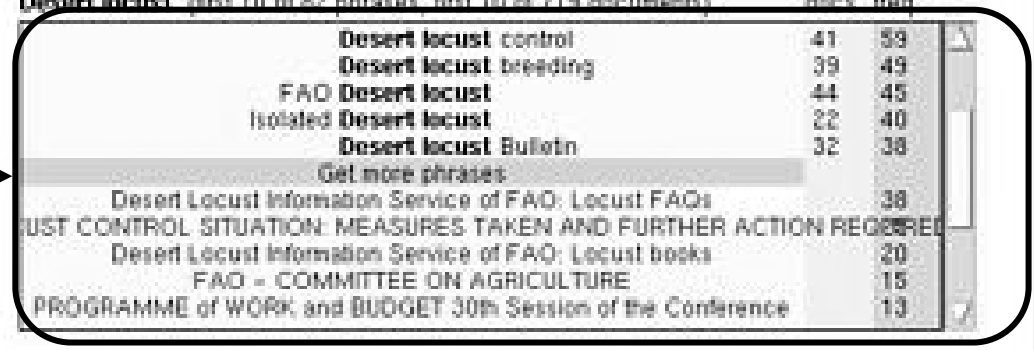 Desert locust control 41 59
Desert locust breeding 39 49
FAO Desert locust 44 45
Isolated Desert locust 22 40
Desert locust Bulletin 32 38
Get more phrases
Desert Locust Information Service of FAO: Locust FAQs 38
UST CONTROL SITUATION: MEASURES TAKEN AND FURTHER ACTION
Desert Locust Information Service of FAO: Locust books 20
FAO - COMMITTEE ON AGRICULTURE 15
PROGRAMME of WORK and BUDGET 30th Session of the Conference 13